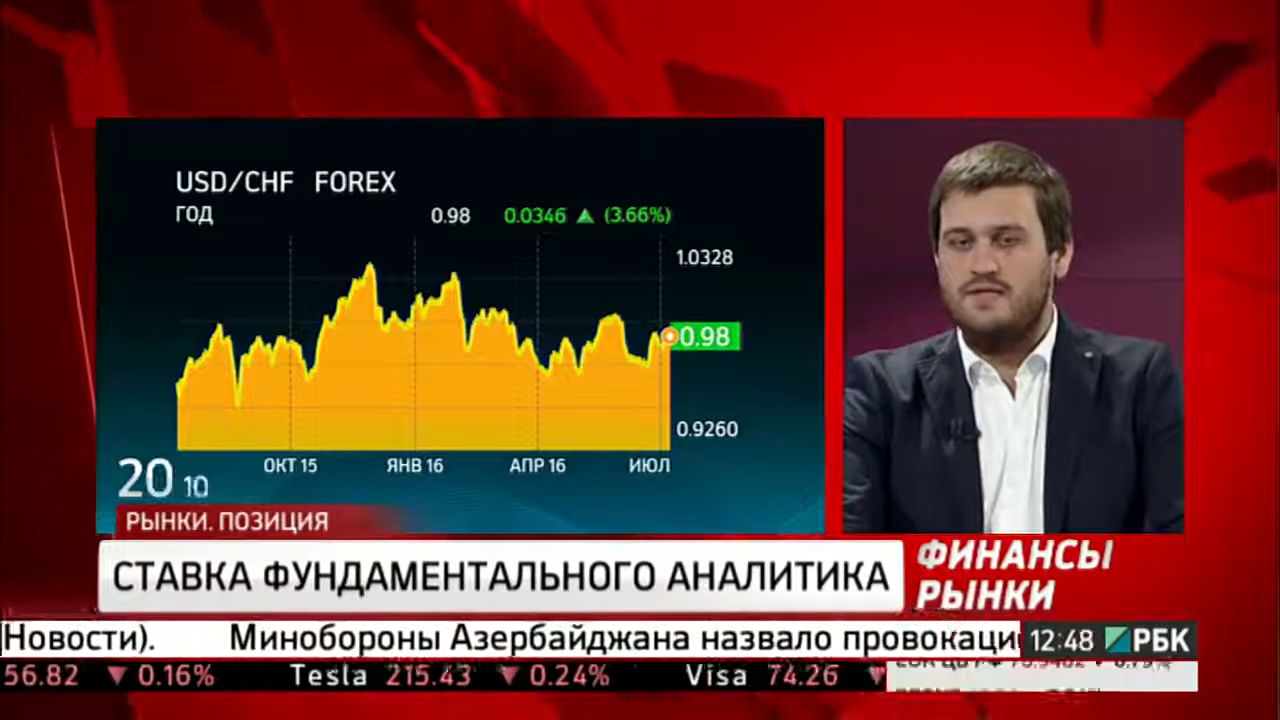 USD/CHF FOREX
ГОД 0.98 0.0346 ▲ (3.66%)
1.0328
0.98
0.9260
ОКТ 15 ЯНВ 16 АПР 16 ИЮЛ
20 10
РЫНКИ. ПОЗИЦИЯ
СТАВКА ФУНДАМЕНТАЛЬНОГО АНАЛИТИКА
ФИНАНСЫ
РЫНКИ
Новости). Минобороны Азербайджана назвало провокаци
12:48 РБК
56.82 ▼ 0.16% Tesla 215.43 ▼ 0.24% Visa 74.26 ▼